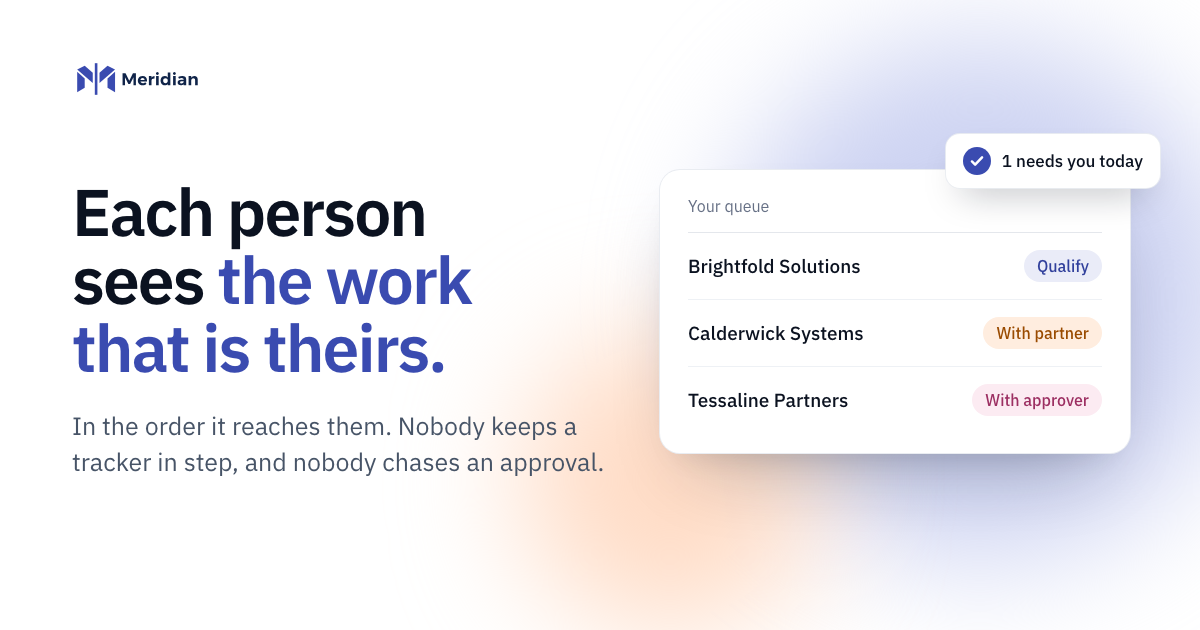 Meridian
Each person
sees the work
that is theirs.
In the order it reaches them. Nobody keeps a
tracker in step, and nobody chases an approval.
1 needs you today
Your queue
Brightfold Solutions
Qualify
Calderwick Systems
With partner
Tessaline Partners
With approver